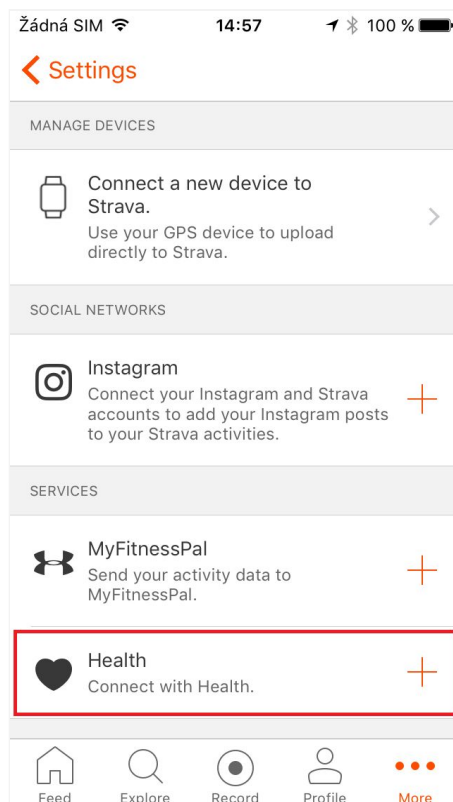 Žádná SIM 14:57 100 %
Settings
MANAGE DEVICES
Connect a new device to
Strava.
Use your GPS device to upload
directly to Strava.
SOCIAL NETWORKS
Instagram
Connect your Instagram and Strava
accounts to add your Instagram posts
to your Strava activities.
SERVICES
MyFitnessPal
Send your activity data to
MyFitnessPal.
Health
Connect with Health.
Feed Explore Record Profile More